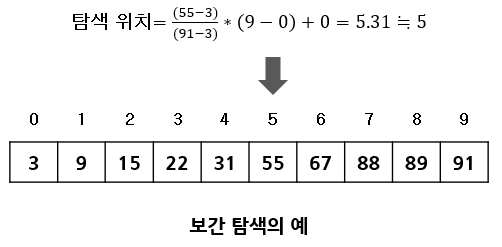 탐색 위치= (55−3)/(91−3) * (9 − 0) + 0 = 5.31 ≒ 5
0 1 2 3 4 5 6 7 8 9
3 9 15 22 31 55 67 88 89 91
보간 탐색의 예